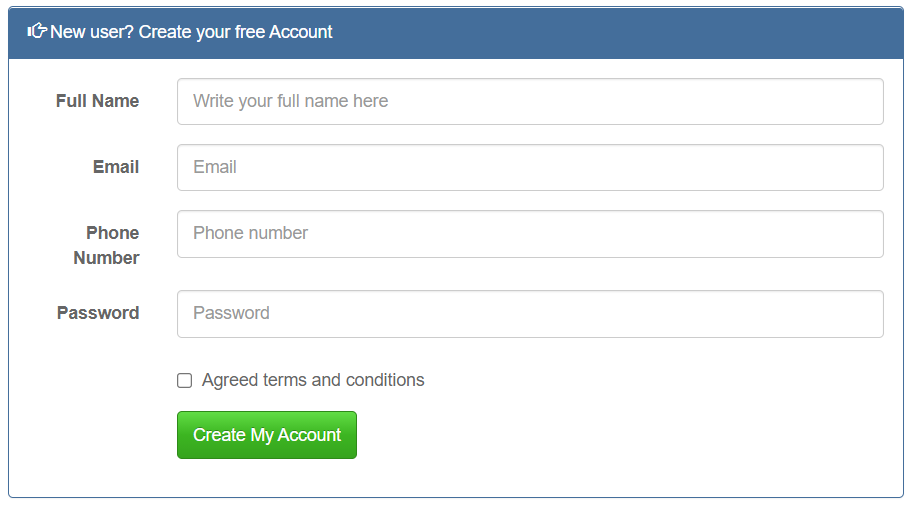 New user? Create your free Account
Full Name
Write your full name here
Email
Email
Phone
Number
Phone number
Password
Password
Agreed terms and conditions
Create My Account